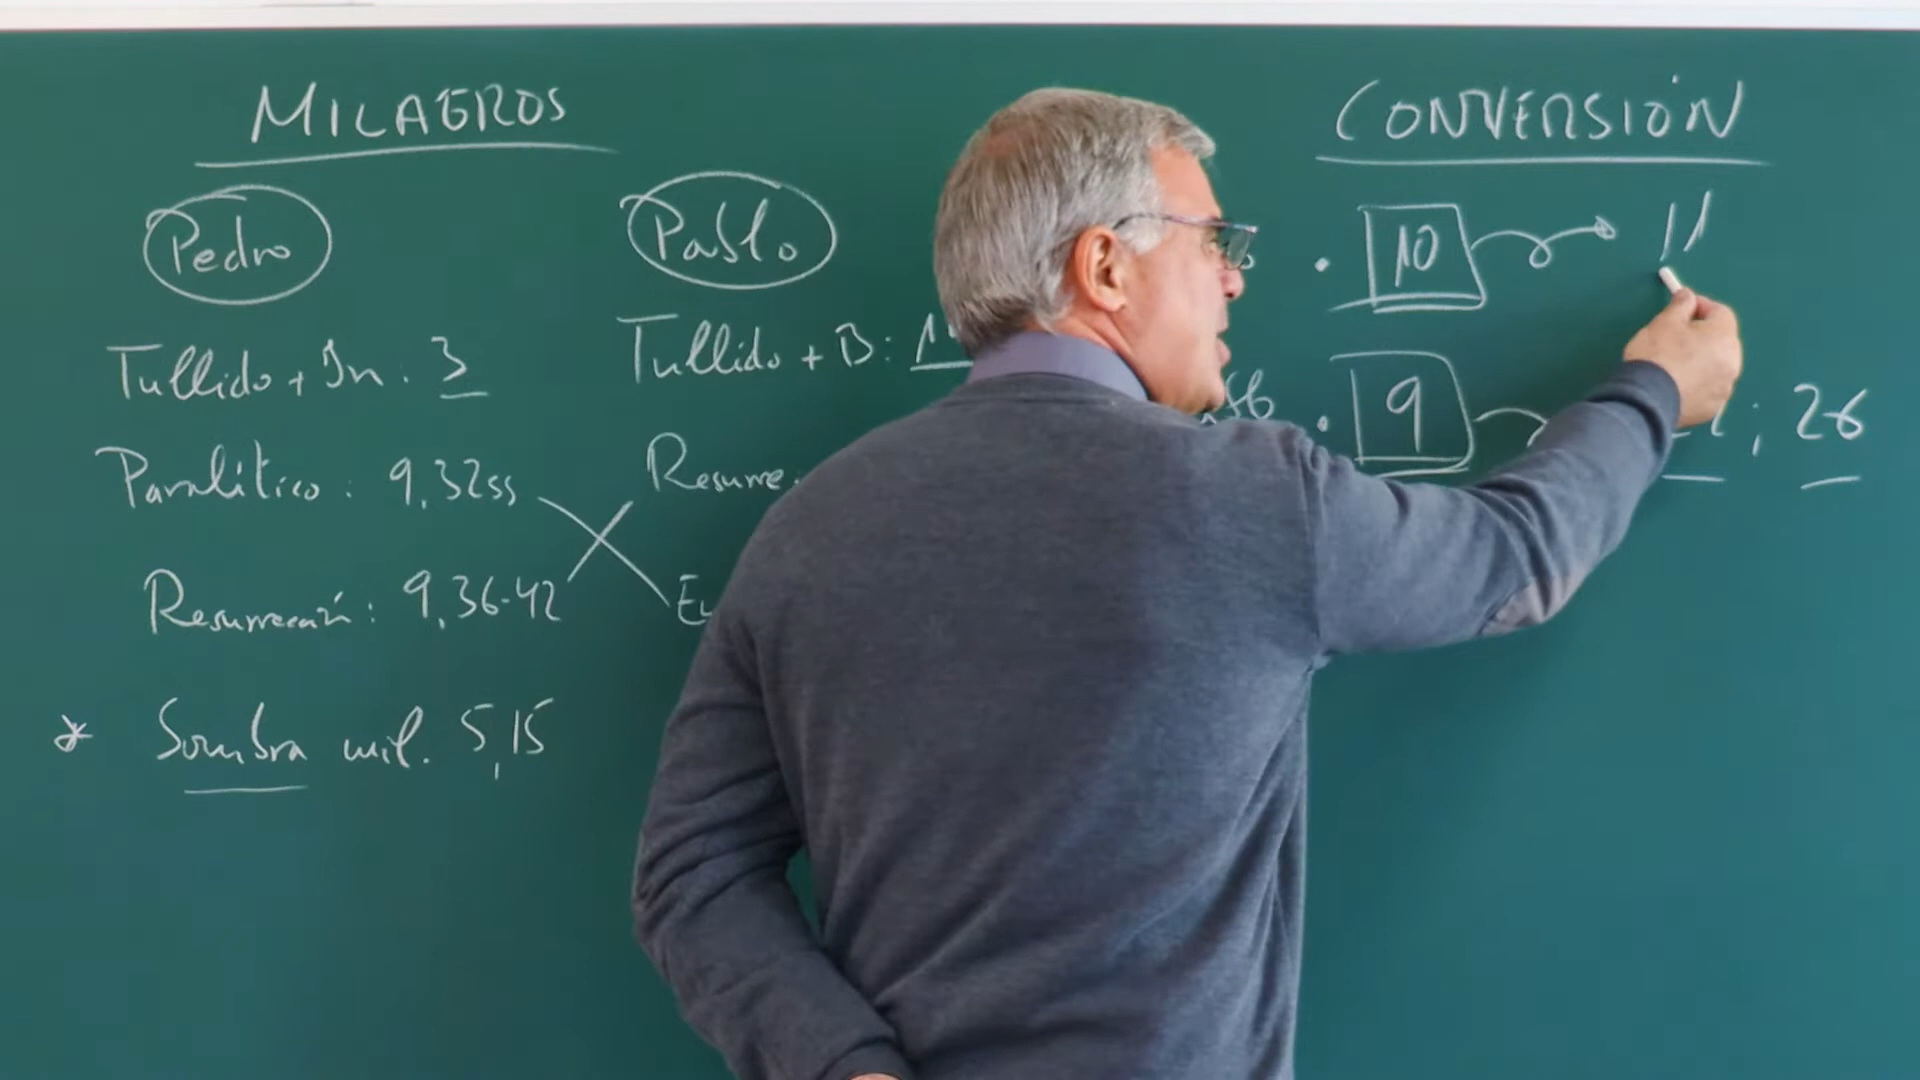 MILAGROS
Pedro
Tullido + Jn : 3
Paralítico : 9,32ss
Resurrección : 9,36-42
* Sombra mil. 5,15
Pablo
Tullido + B :
Resurre.
CONVERSIÓN
· 10 → 11
· 9 ; 26